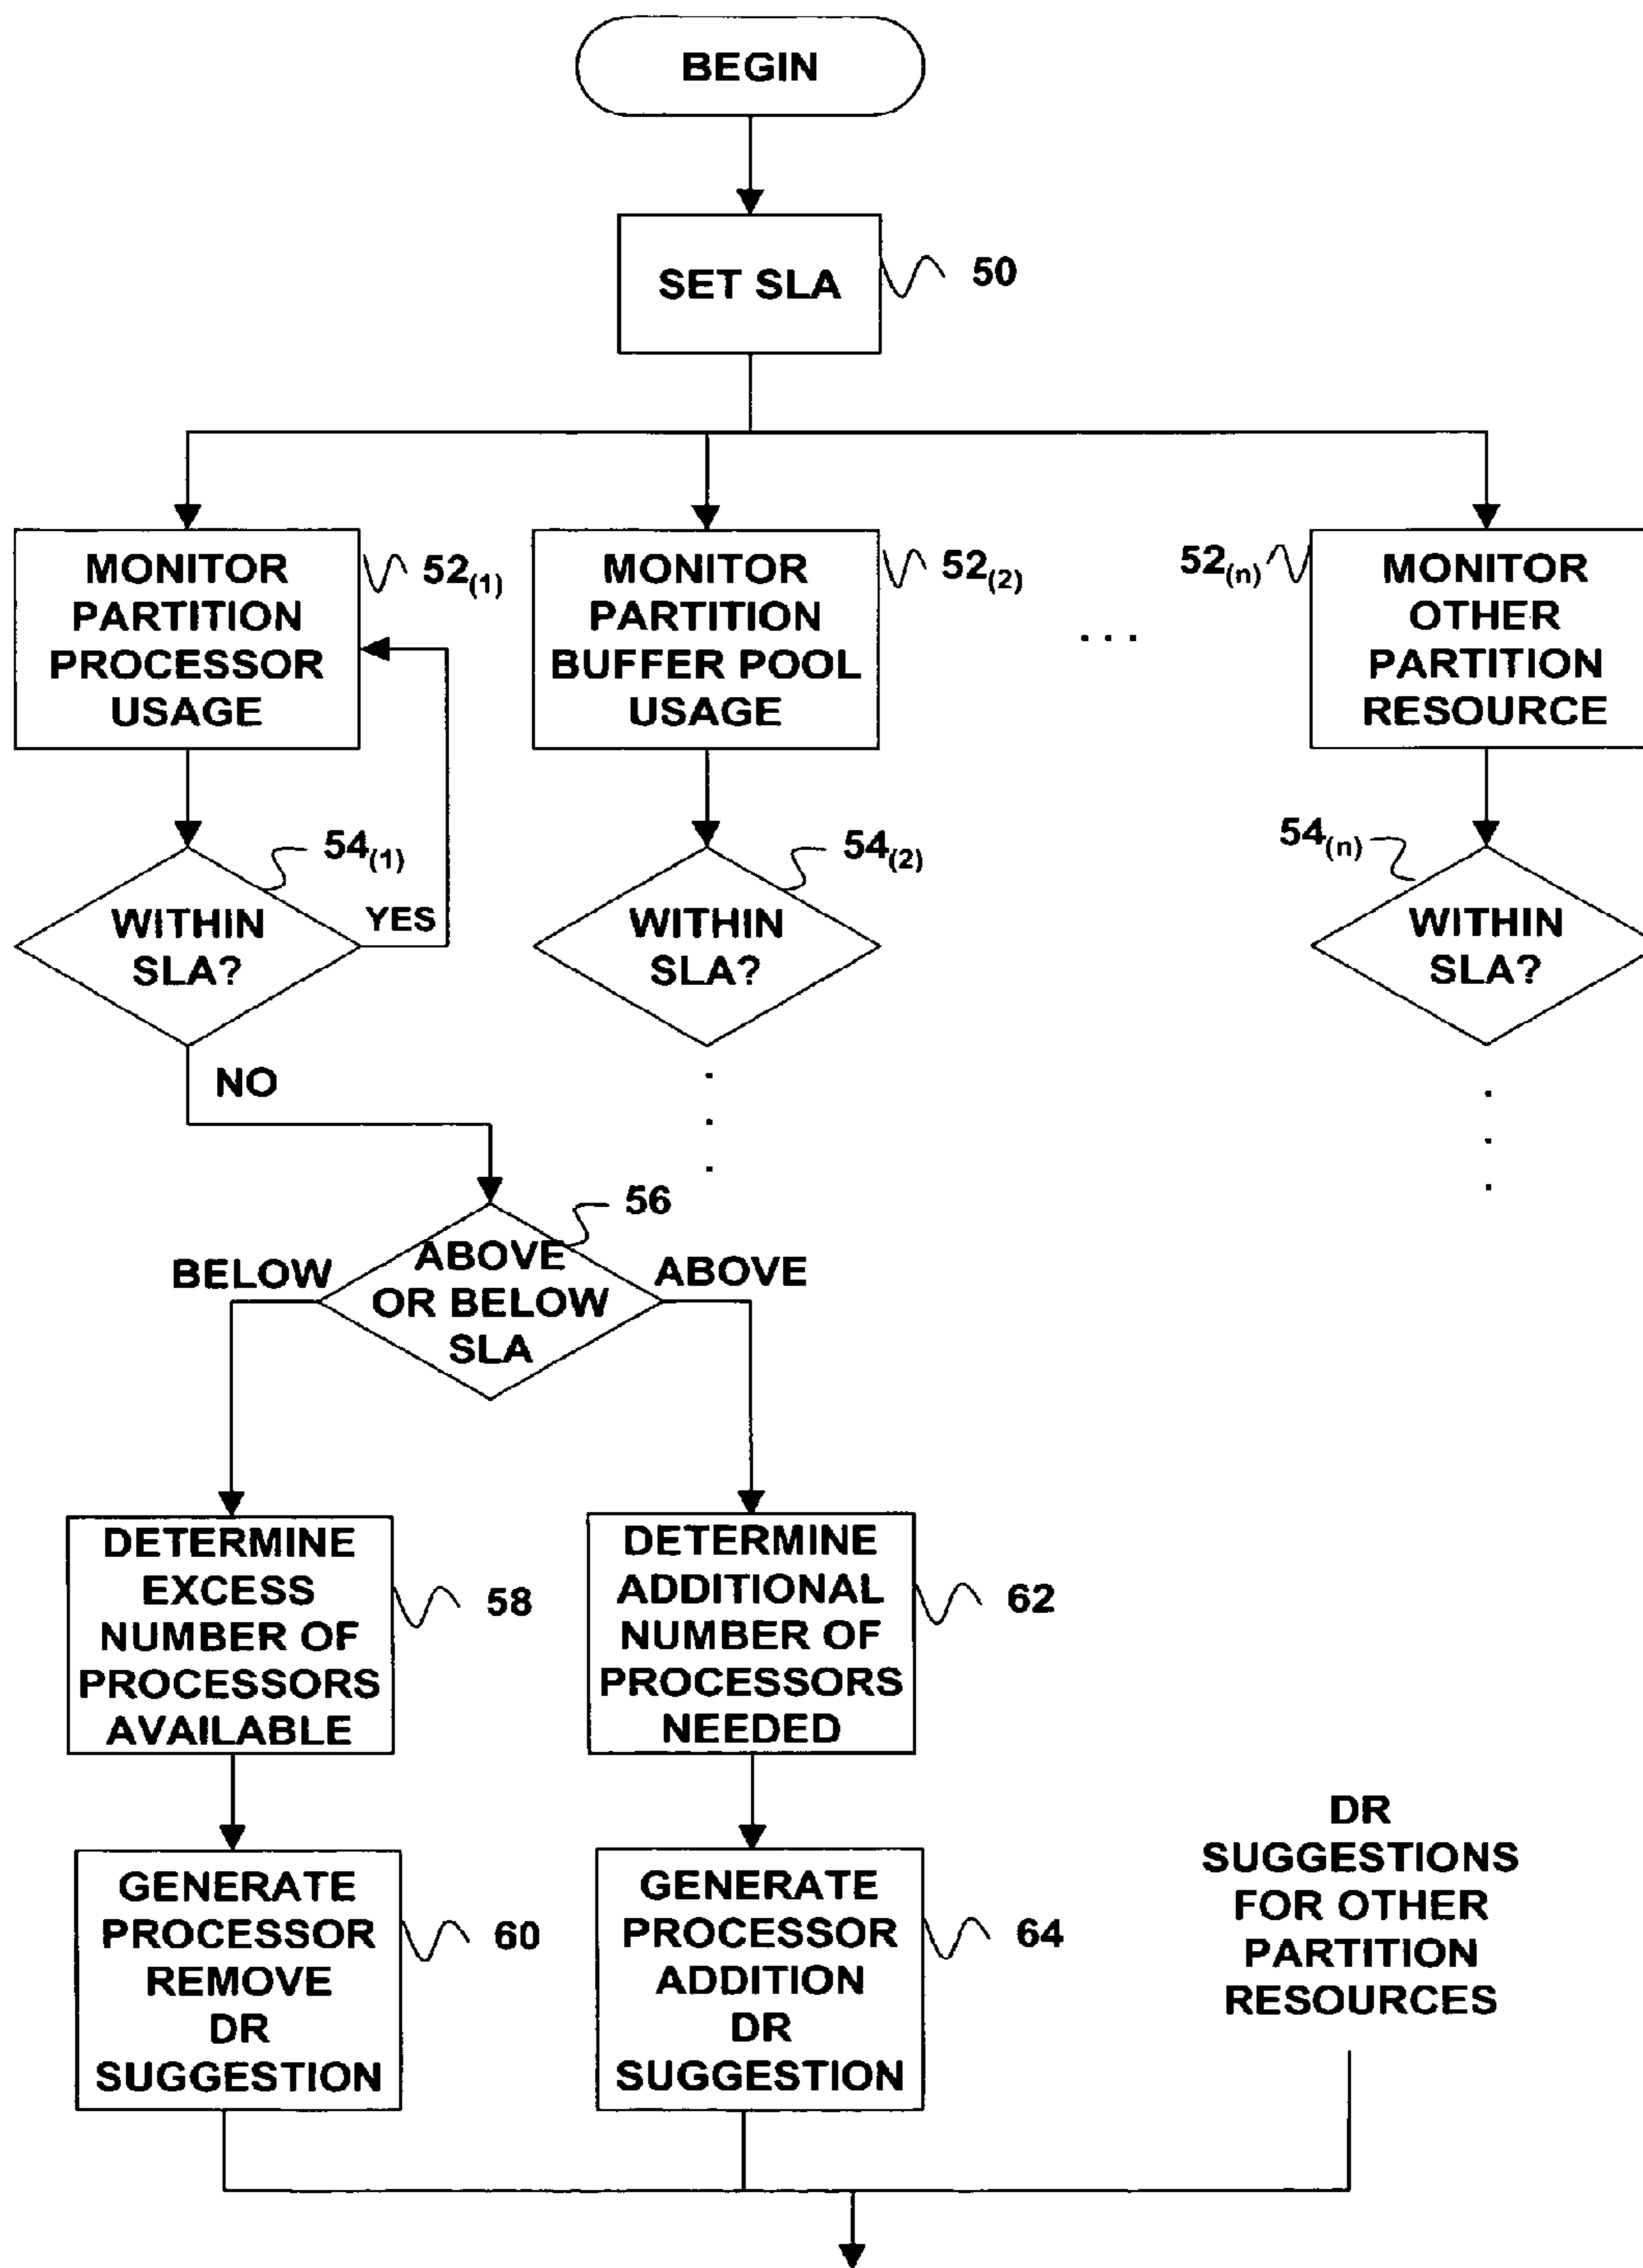 BEGIN
SET SLA
50
MONITOR
PARTITION
PROCESSOR
USAGE
52(1)
MONITOR
PARTITION
BUFFER POOL
USAGE
52(2)
. . .
52(n)
MONITOR
OTHER
PARTITION
RESOURCE
54(1)
WITHIN
SLA?
YES
NO
54(2)
WITHIN
SLA?
54(n)
WITHIN
SLA?
56
ABOVE
OR BELOW
SLA
BELOW
ABOVE
DETERMINE
EXCESS
NUMBER OF
PROCESSORS
AVAILABLE
58
DETERMINE
ADDITIONAL
NUMBER OF
PROCESSORS
NEEDED
62
GENERATE
PROCESSOR
REMOVE
DR
SUGGESTION
60
GENERATE
PROCESSOR
ADDITION
DR
SUGGESTION
64
DR
SUGGESTIONS
FOR OTHER
PARTITION
RESOURCES